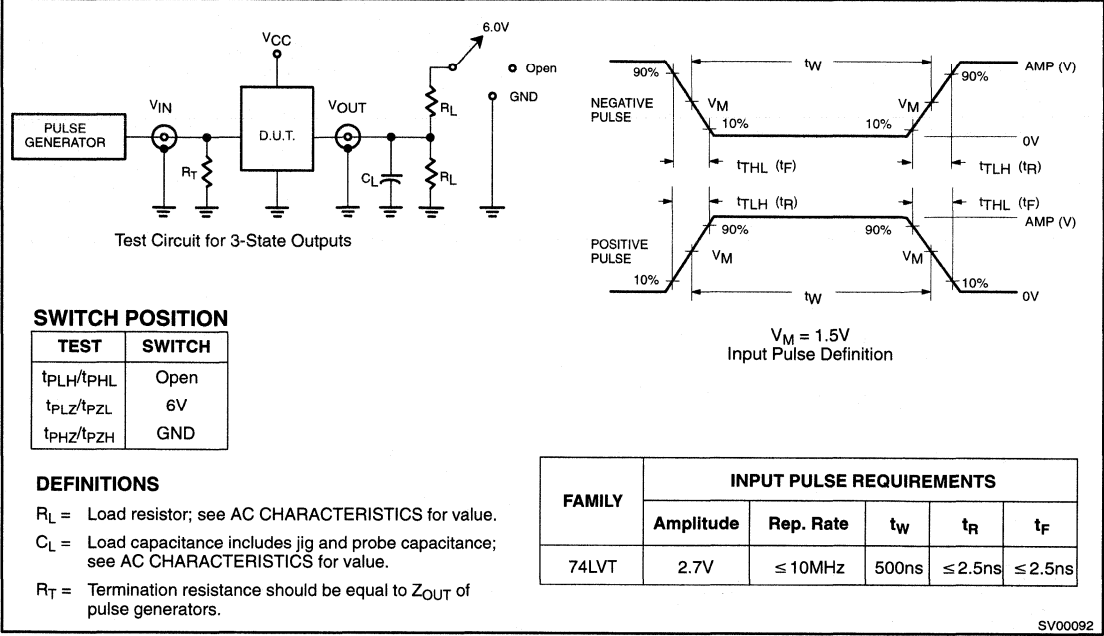 VCC
6.0V
Open
GND
VIN
VOUT
PULSE
GENERATOR
D.U.T.
RT
CL
RL
RL
Test Circuit for 3-State Outputs
90%
tW
90%
AMP (V)
NEGATIVE
PULSE
VM
VM
10%
10%
0V
tTHL (tF)
tTLH (tR)
tTLH (tR)
tTHL (tF)
AMP (V)
90%
90%
POSITIVE
PULSE
VM
VM
10%
10%
tW
0V
VM = 1.5V
Input Pulse Definition
SWITCH POSITION
TEST SWITCH
tPLH/tPHL Open
tPLZ/tPZL 6V
tPHZ/tPZH GND
DEFINITIONS
RL = Load resistor; see AC CHARACTERISTICS for value.
CL = Load capacitance includes jig and probe capacitance;
see AC CHARACTERISTICS for value.
RT = Termination resistance should be equal to ZOUT of
pulse generators.
FAMILY INPUT PULSE REQUIREMENTS
Amplitude Rep. Rate tW tR tF
74LVT 2.7V ≤10MHz 500ns ≤2.5ns ≤2.5ns
SV00092